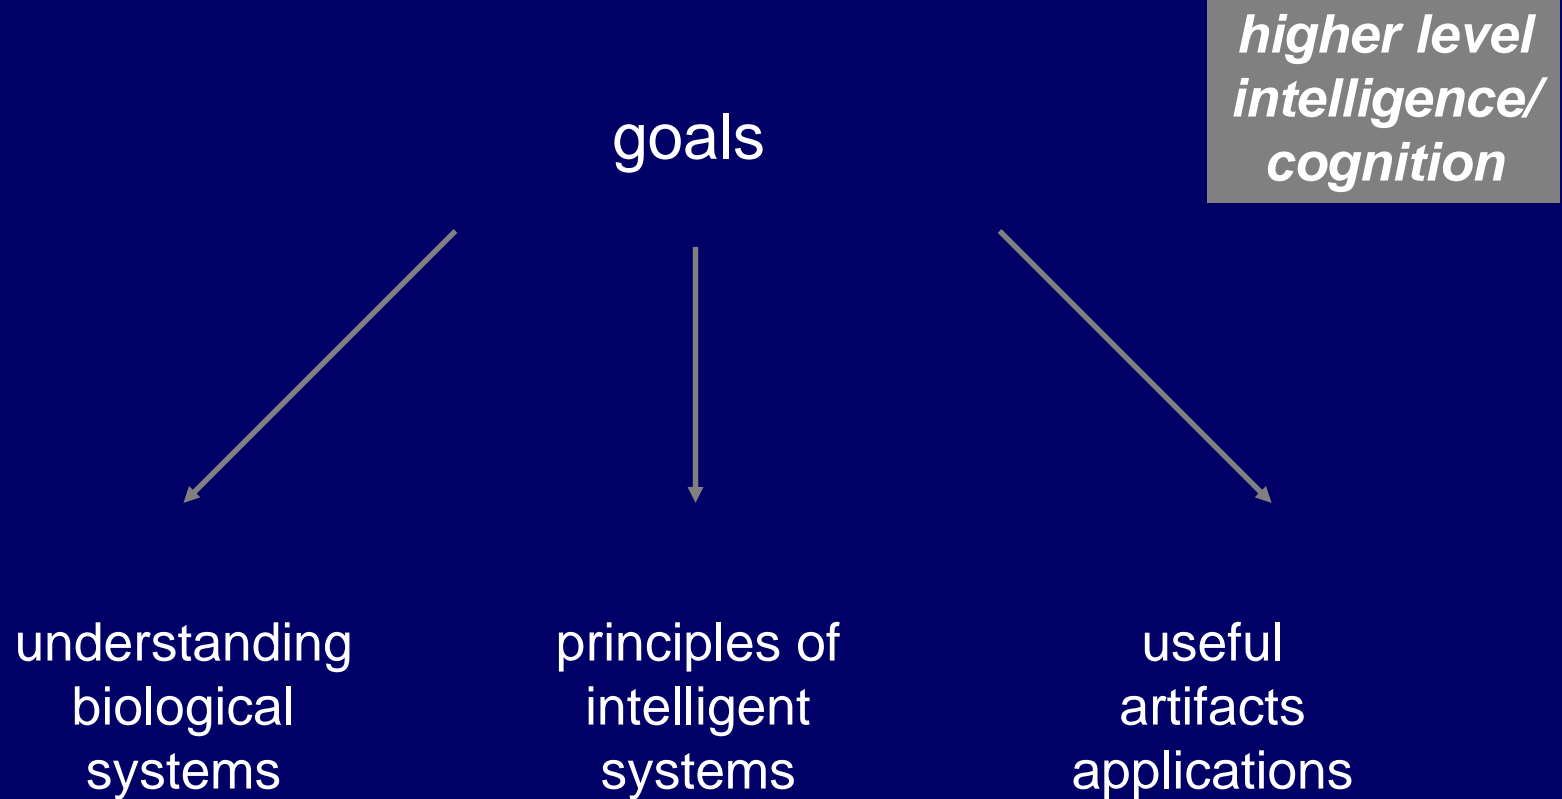 higher level
intelligence/
cognition
goals
understanding
biological
systems
principles of
intelligent
systems
useful
artifacts
applications